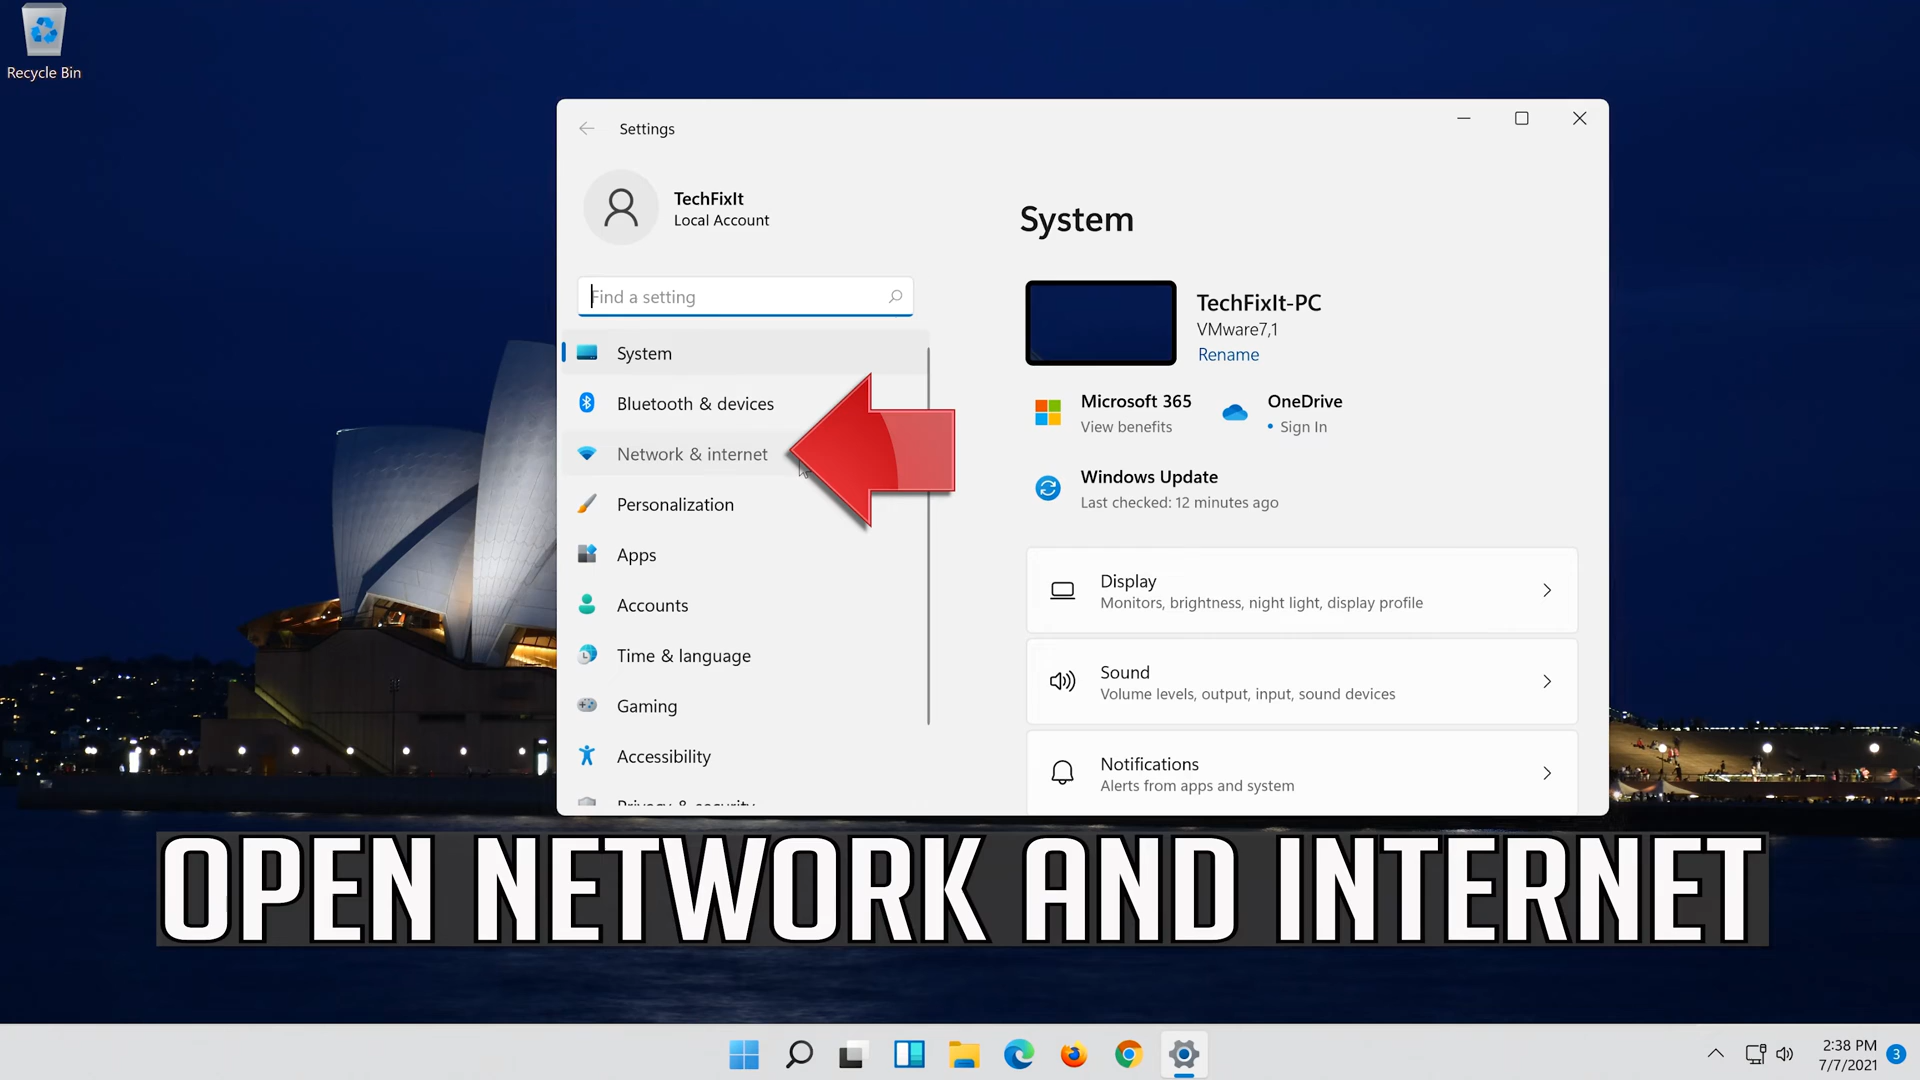 Recycle Bin
Settings
TechFixIt
Local Account
Find a setting
System
Bluetooth & devices
Network & internet
Personalization
Apps
Accounts
Time & language
Gaming
Accessibility
Privacy & security
System
TechFixIt-PC
VMware7,1
Rename
Microsoft 365
View benefits
OneDrive
• Sign In
Windows Update
Last checked: 12 minutes ago
Display
Monitors, brightness, night light, display profile
Sound
Volume levels, output, input, sound devices
Notifications
Alerts from apps and system
OPEN NETWORK AND INTERNET
2:38 PM
7/7/2021
3